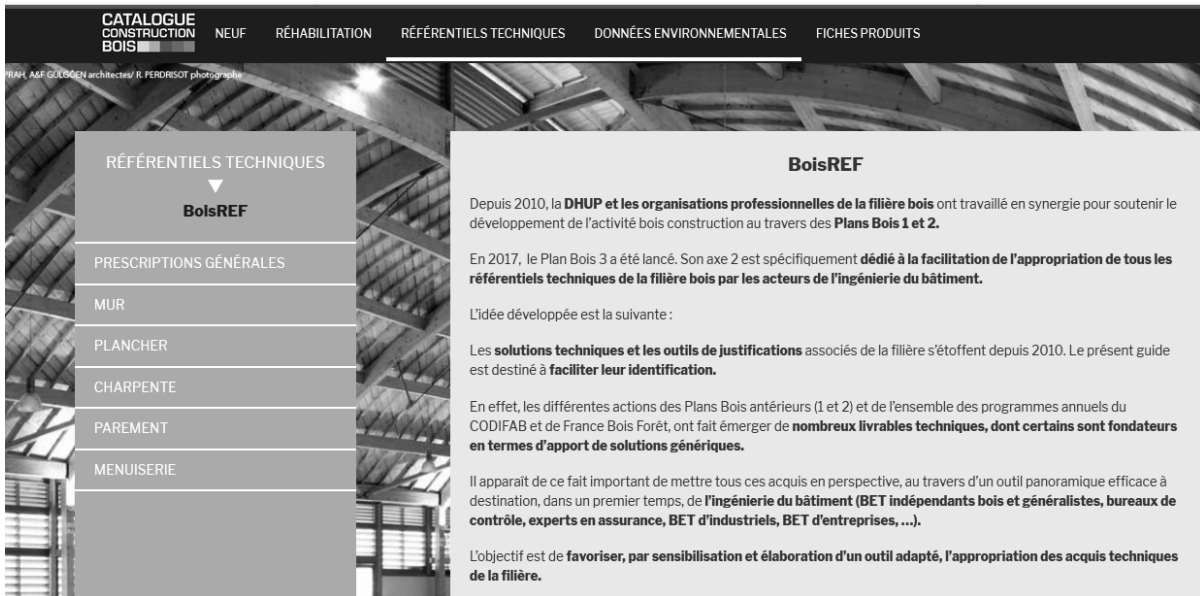 CATALOGUE
CONSTRUCTION
BOIS
NEUF RÉHABILITATION RÉFÉRENTIELS TECHNIQUES DONNÉES ENVIRONNEMENTALES FICHES PRODUITS
PRAH, A&F GULGÖEN architectes/ R. PERDRISOT photographe
RÉFÉRENTIELS TECHNIQUES
BoisREF
PRESCRIPTIONS GÉNÉRALES
MUR
PLANCHER
CHARPENTE
PAREMENT
MENUISERIE
BoisREF
Depuis 2010, la DHUP et les organisations professionnelles de la filière bois ont travaillé en synergie pour soutenir le
développement de l'activité bois construction au travers des Plans Bois 1 et 2.
En 2017, le Plan Bois 3 a été lancé. Son axe 2 est spécifiquement dédié à la facilitation de l'appropriation de tous les
référentiels techniques de la filière bois par les acteurs de l'ingénierie du bâtiment.
L'idée développée est la suivante :
Les solutions techniques et les outils de justifications associés de la filière s'étoffent depuis 2010. Le présent guide
est destiné à faciliter leur identification.
En effet, les différentes actions des Plans Bois antérieurs (1 et 2) et de l'ensemble des programmes annuels du
CODIFAB et de France Bois Forêt, ont fait émerger de nombreux livrables techniques, dont certains sont fondateurs
en termes d'apport de solutions génériques.
Il apparaît de ce fait important de mettre tous ces acquis en perspective, au travers d'un outil panoramique efficace à
destination, dans un premier temps, de l'ingénierie du bâtiment (BET indépendants bois et généralistes, bureaux de
contrôle, experts en assurance, BET d'industriels, BET d'entreprises, …).
L'objectif est de favoriser, par sensibilisation et élaboration d'un outil adapté, l'appropriation des acquis techniques
de la filière.